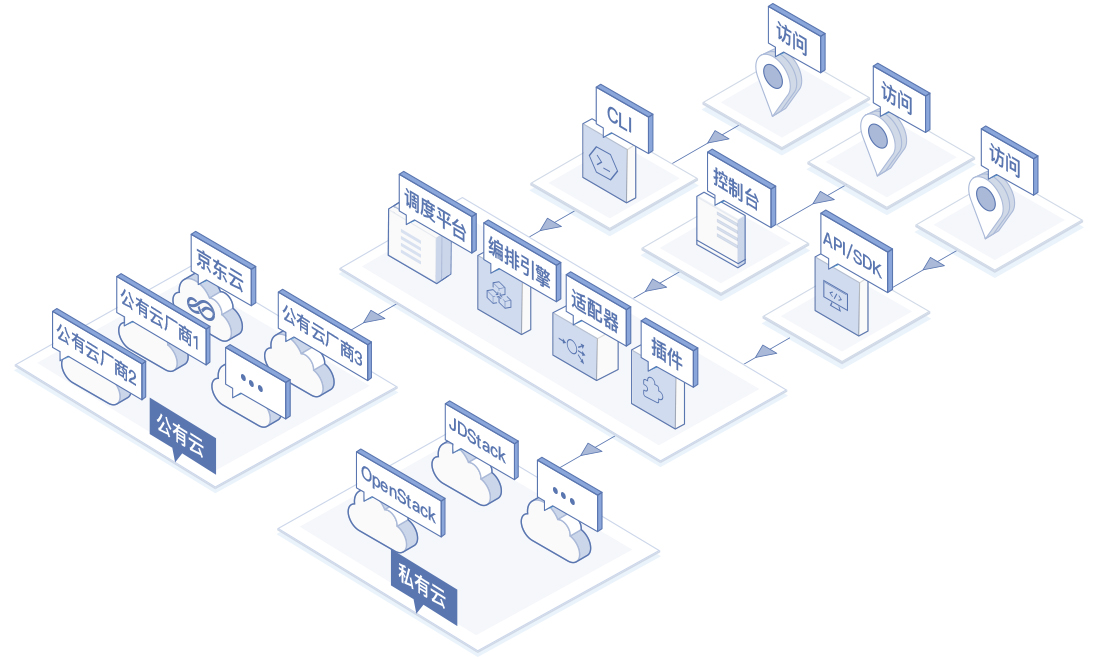 访问
访问
访问
CLI
控制台
API/SDK
调度平台
编排引擎
适配器
插件
京东云
公有云厂商1
公有云厂商2
公有云厂商3
...
公有云
JDStack
OpenStack
...
私有云